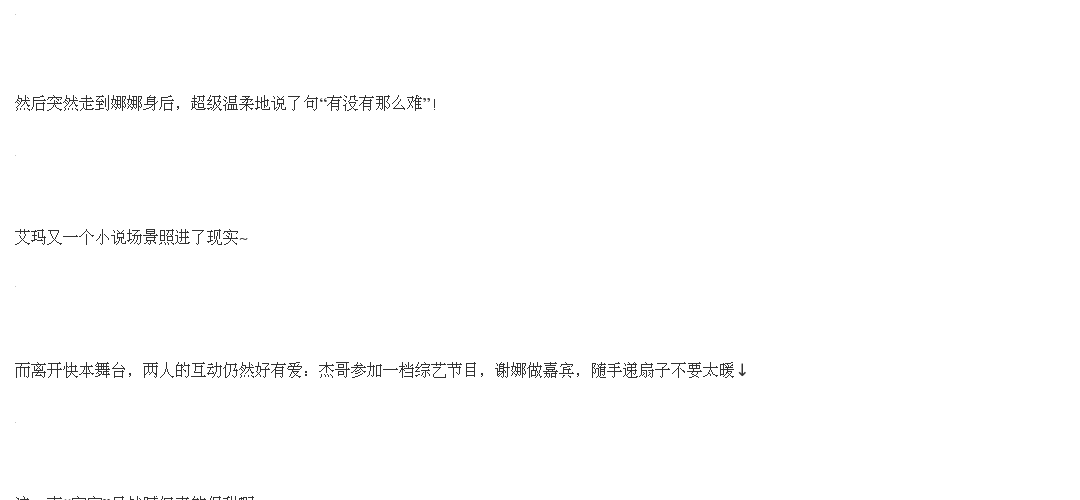 然后突然走到娜娜身后，超级温柔地说了句“有没有那么难”！
艾玛又一个小说场景照进了现实~
而离开快本舞台，两人的互动仍然好有爱：杰哥参加一档综艺节目，谢娜做嘉宾，随手递扇子不要太暖↓